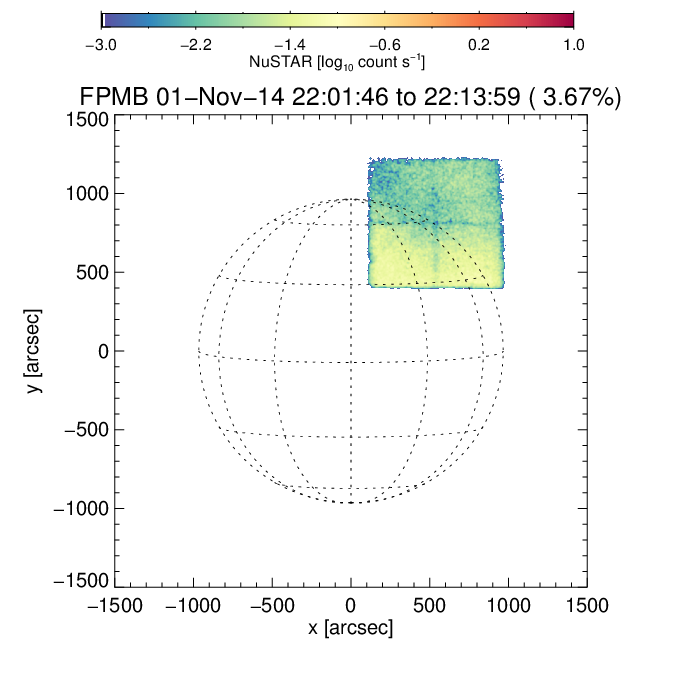 −3.0 −2.2 −1.4 −0.6 0.2 1.0
NuSTAR [log₁₀ count s⁻¹]
FPMB 01−Nov−14 22:01:46 to 22:13:59 ( 3.67%)
1500
1000
500
0
−500
−1000
−1500
y [arcsec]
−1500 −1000 −500 0 500 1000 1500
x [arcsec]